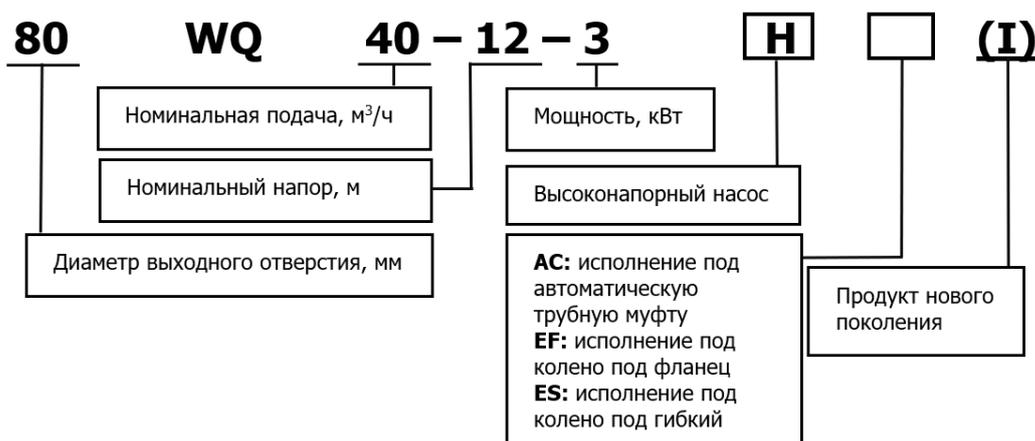 80 WQ 40 – 12 – 3 H (I)
Номинальная подача, м³/ч
Мощность, кВт
Номинальный напор, м
Высоконапорный насос
Диаметр выходного отверстия, мм
AC: исполнение под
автоматическую
трубную муфту
EF: исполнение под
колено под фланец
ES: исполнение под
колено под гибкий
Продукт нового
поколения